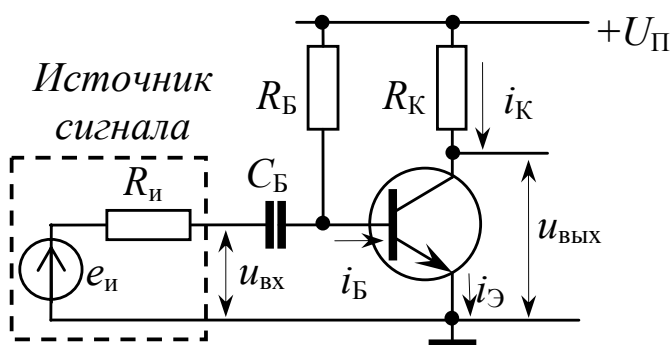 +U_П
Источник
сигнала
R_Б
R_К
i_К
R_и
C_Б
e_и
u_вх
i_Б
i_Э
u_вых